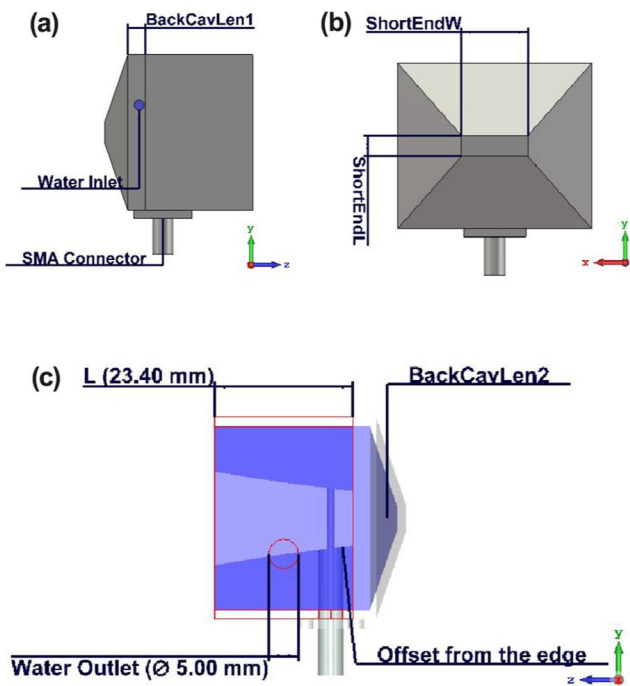 (a)
BackCavLen1
Water Inlet
SMA Connector
y
z
(b)
ShortEndW
ShortEndL
y
x
(c)
L (23.40 mm)
BackCavLen2
Water Outlet (Ø 5.00 mm)
Offset from the edge
y
z
x